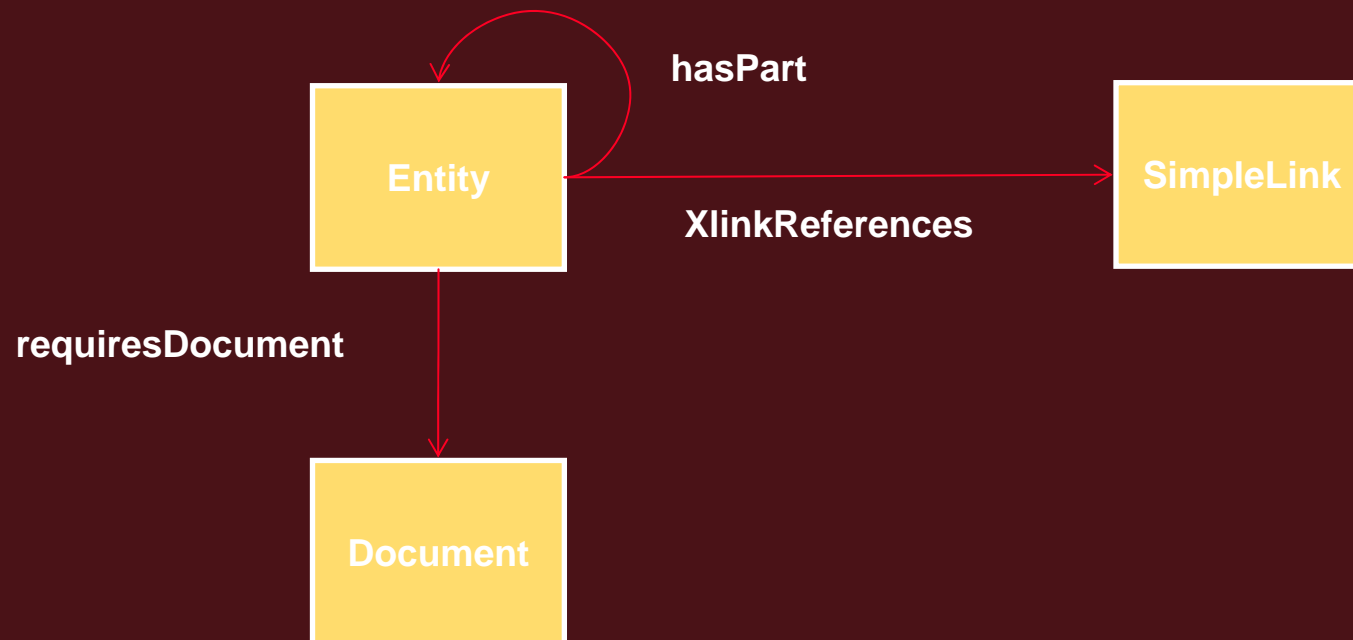 hasPart
Entity
SimpleLink
XlinkReferences
requiresDocument
Document